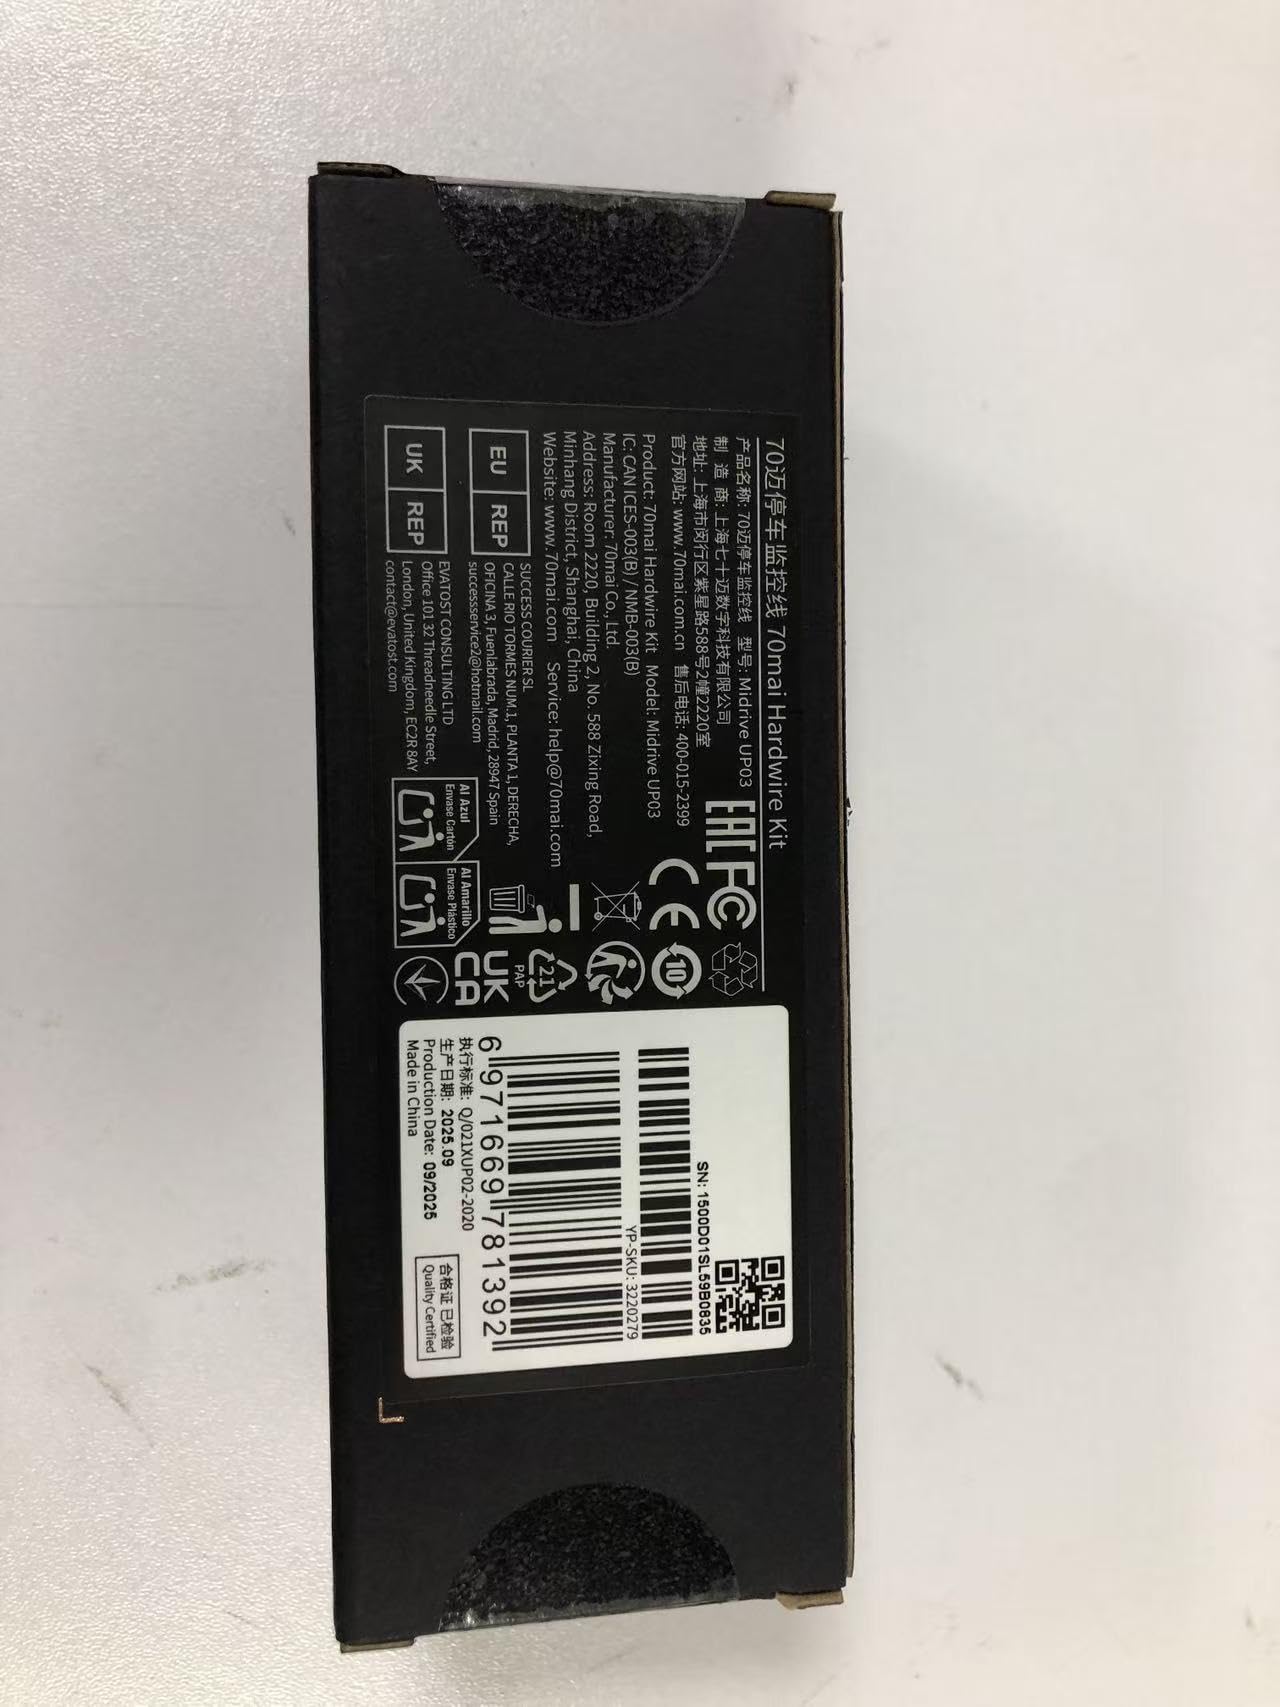 70迈停车监控线 70mai Hardwire Kit
产品名称: 70迈停车监控线 型号: Midrive UP03
制 造 商: 上海七十迈数字科技有限公司
地址: 上海市闵行区紫星路588号2幢2220室
官方网站: www.70mai.com.cn 售后电话: 400-015-2399
Product: 70mai Hardwire Kit Model: Midrive UP03
IC: CAN ICES-003(B) / NMB-003(B)
Manufacturer: 70mai Co., Ltd.
Address: Room 2220, Building 2, No. 588 Zixing Road,
Minhang District, Shanghai, China
Website: www.70mai.com Service: help@70mai.com
EU REP
SUCCESS COURIER SL
CALLE RIO TORMES NUM.1, PLANTA 1, DERECHA,
OFICINA 3, Fuenlabrada, Madrid, 28947 Spain
successservice2@hotmail.com
UK REP
EVATOST CONSULTING LTD
Office 101 32 Threadneedle Street,
London, United Kingdom, EC2R 8AY
contact@evatost.com
EAC FC
CE
10
21
PAP
UK
CA
Al Azul
Envase Cartón
Al Amarillo
Envase Plástico
SN: 1500D01SL59B0835
YP-SKU: 3220279
6 971669 781392
执行标准: Q/021XUP02-2020
生产日期: 2025.09
Production Date: 09/2025
Made in China
合格证 已检验
Quality Certified